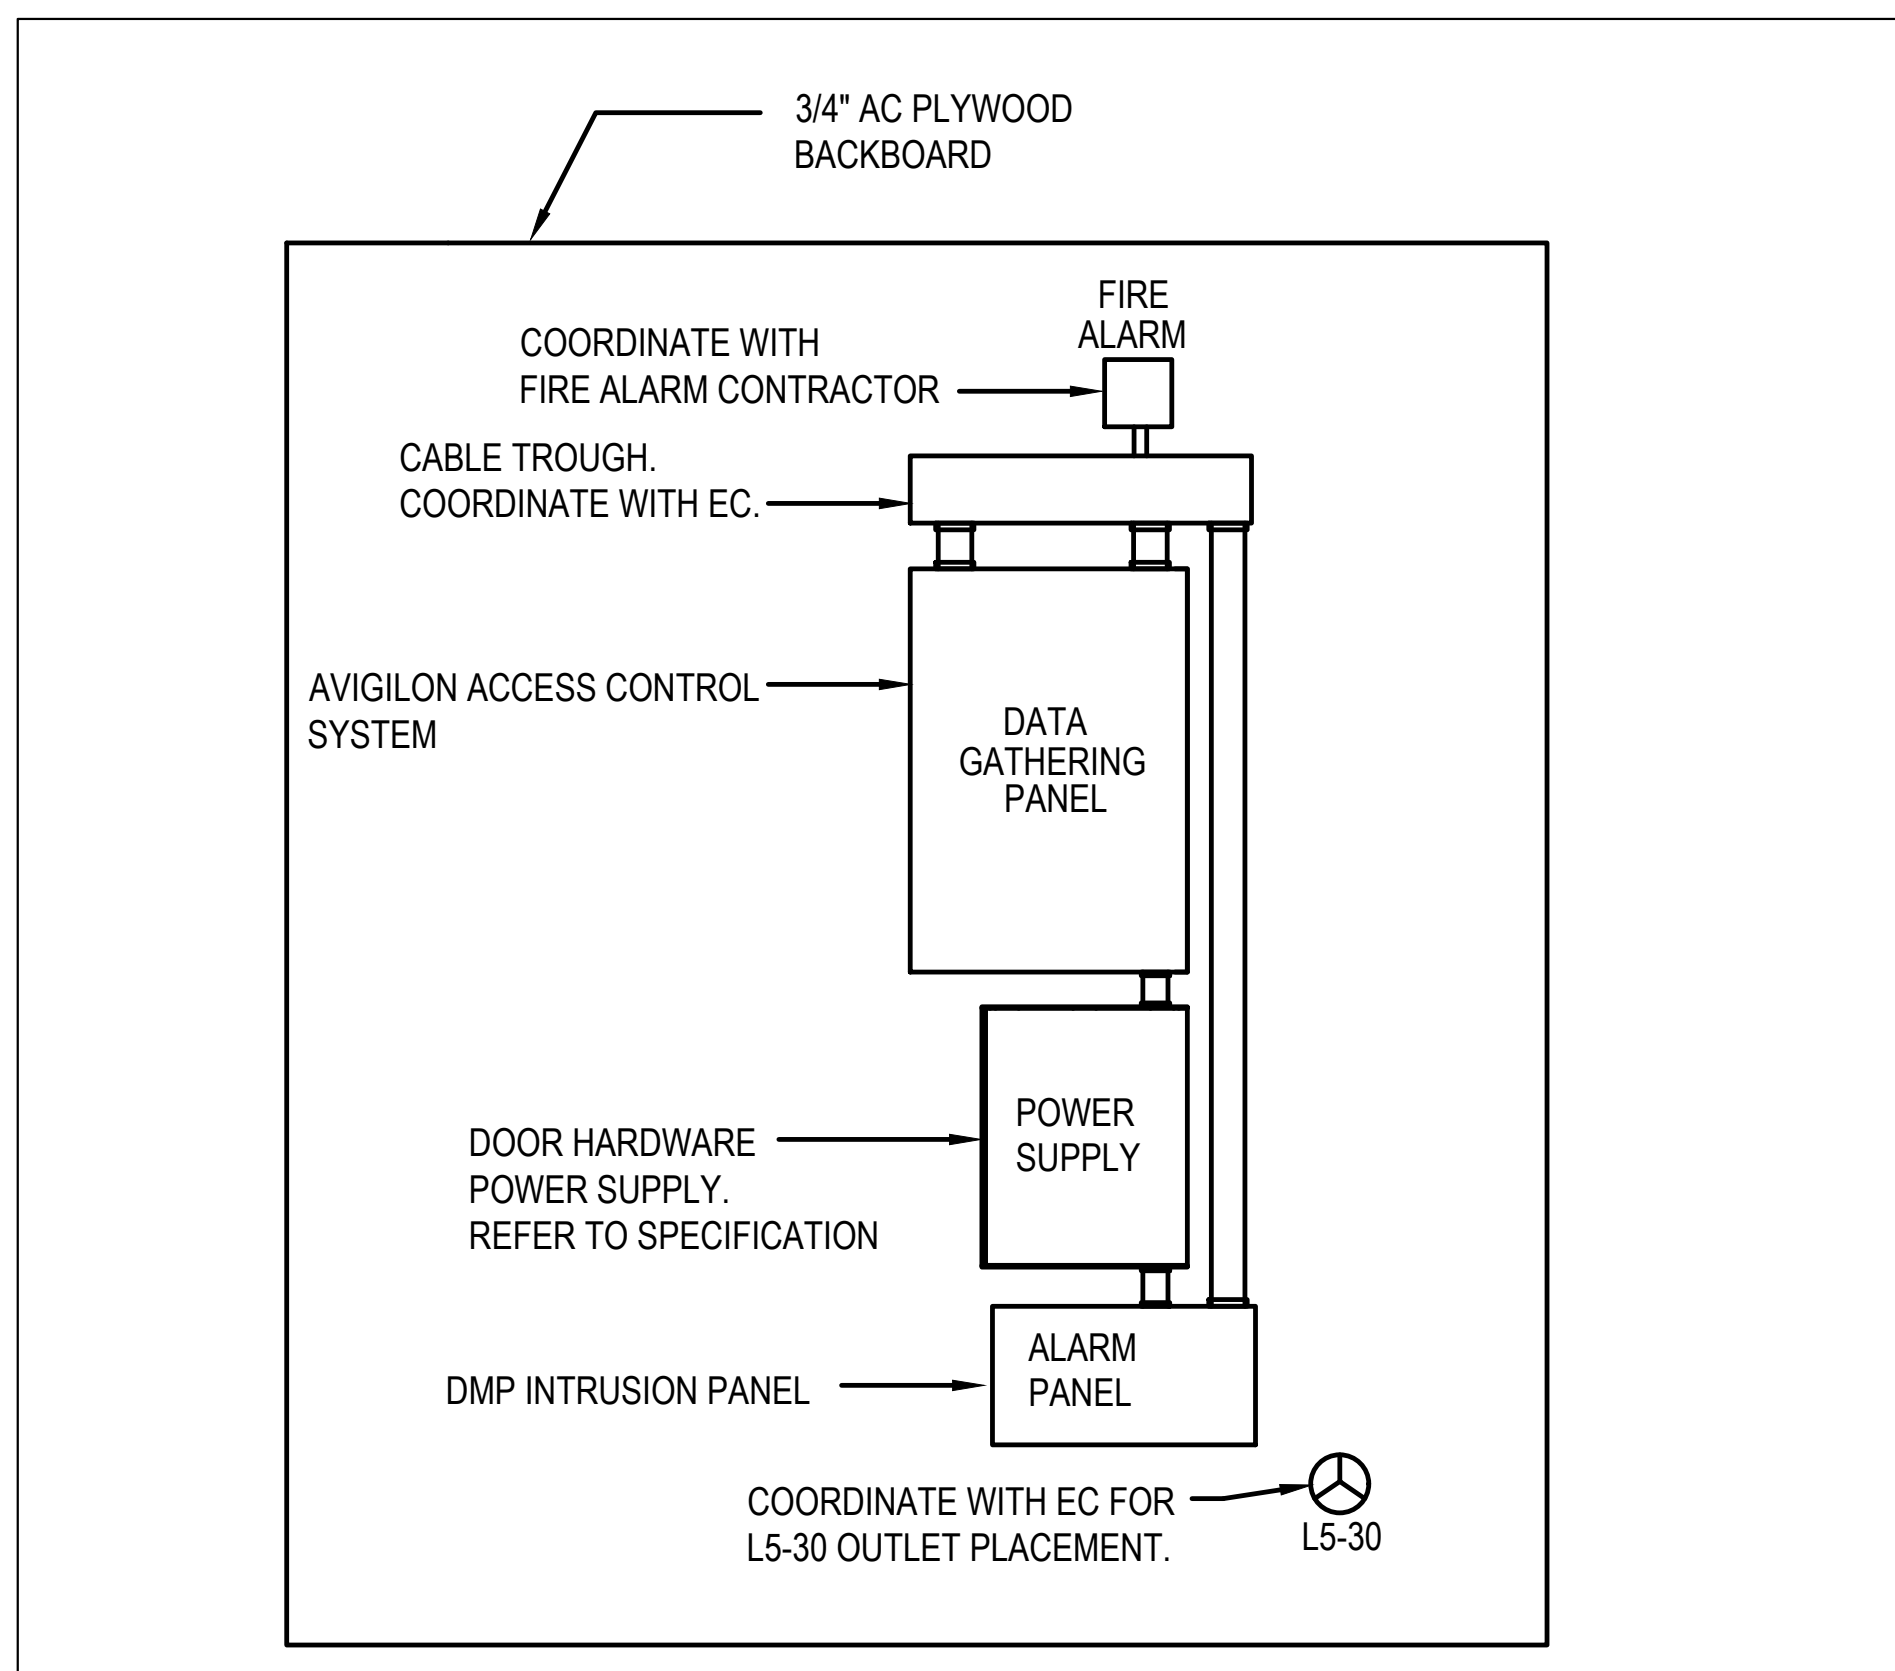 3/4" AC PLYWOOD
BACKBOARD
FIRE
ALARM
COORDINATE WITH
FIRE ALARM CONTRACTOR
CABLE TROUGH.
COORDINATE WITH EC.
AVIGILON ACCESS CONTROL
SYSTEM
DATA
GATHERING
PANEL
POWER
SUPPLY
DOOR HARDWARE
POWER SUPPLY.
REFER TO SPECIFICATION
ALARM
PANEL
DMP INTRUSION PANEL
COORDINATE WITH EC FOR
L5-30 OUTLET PLACEMENT.
L5-30